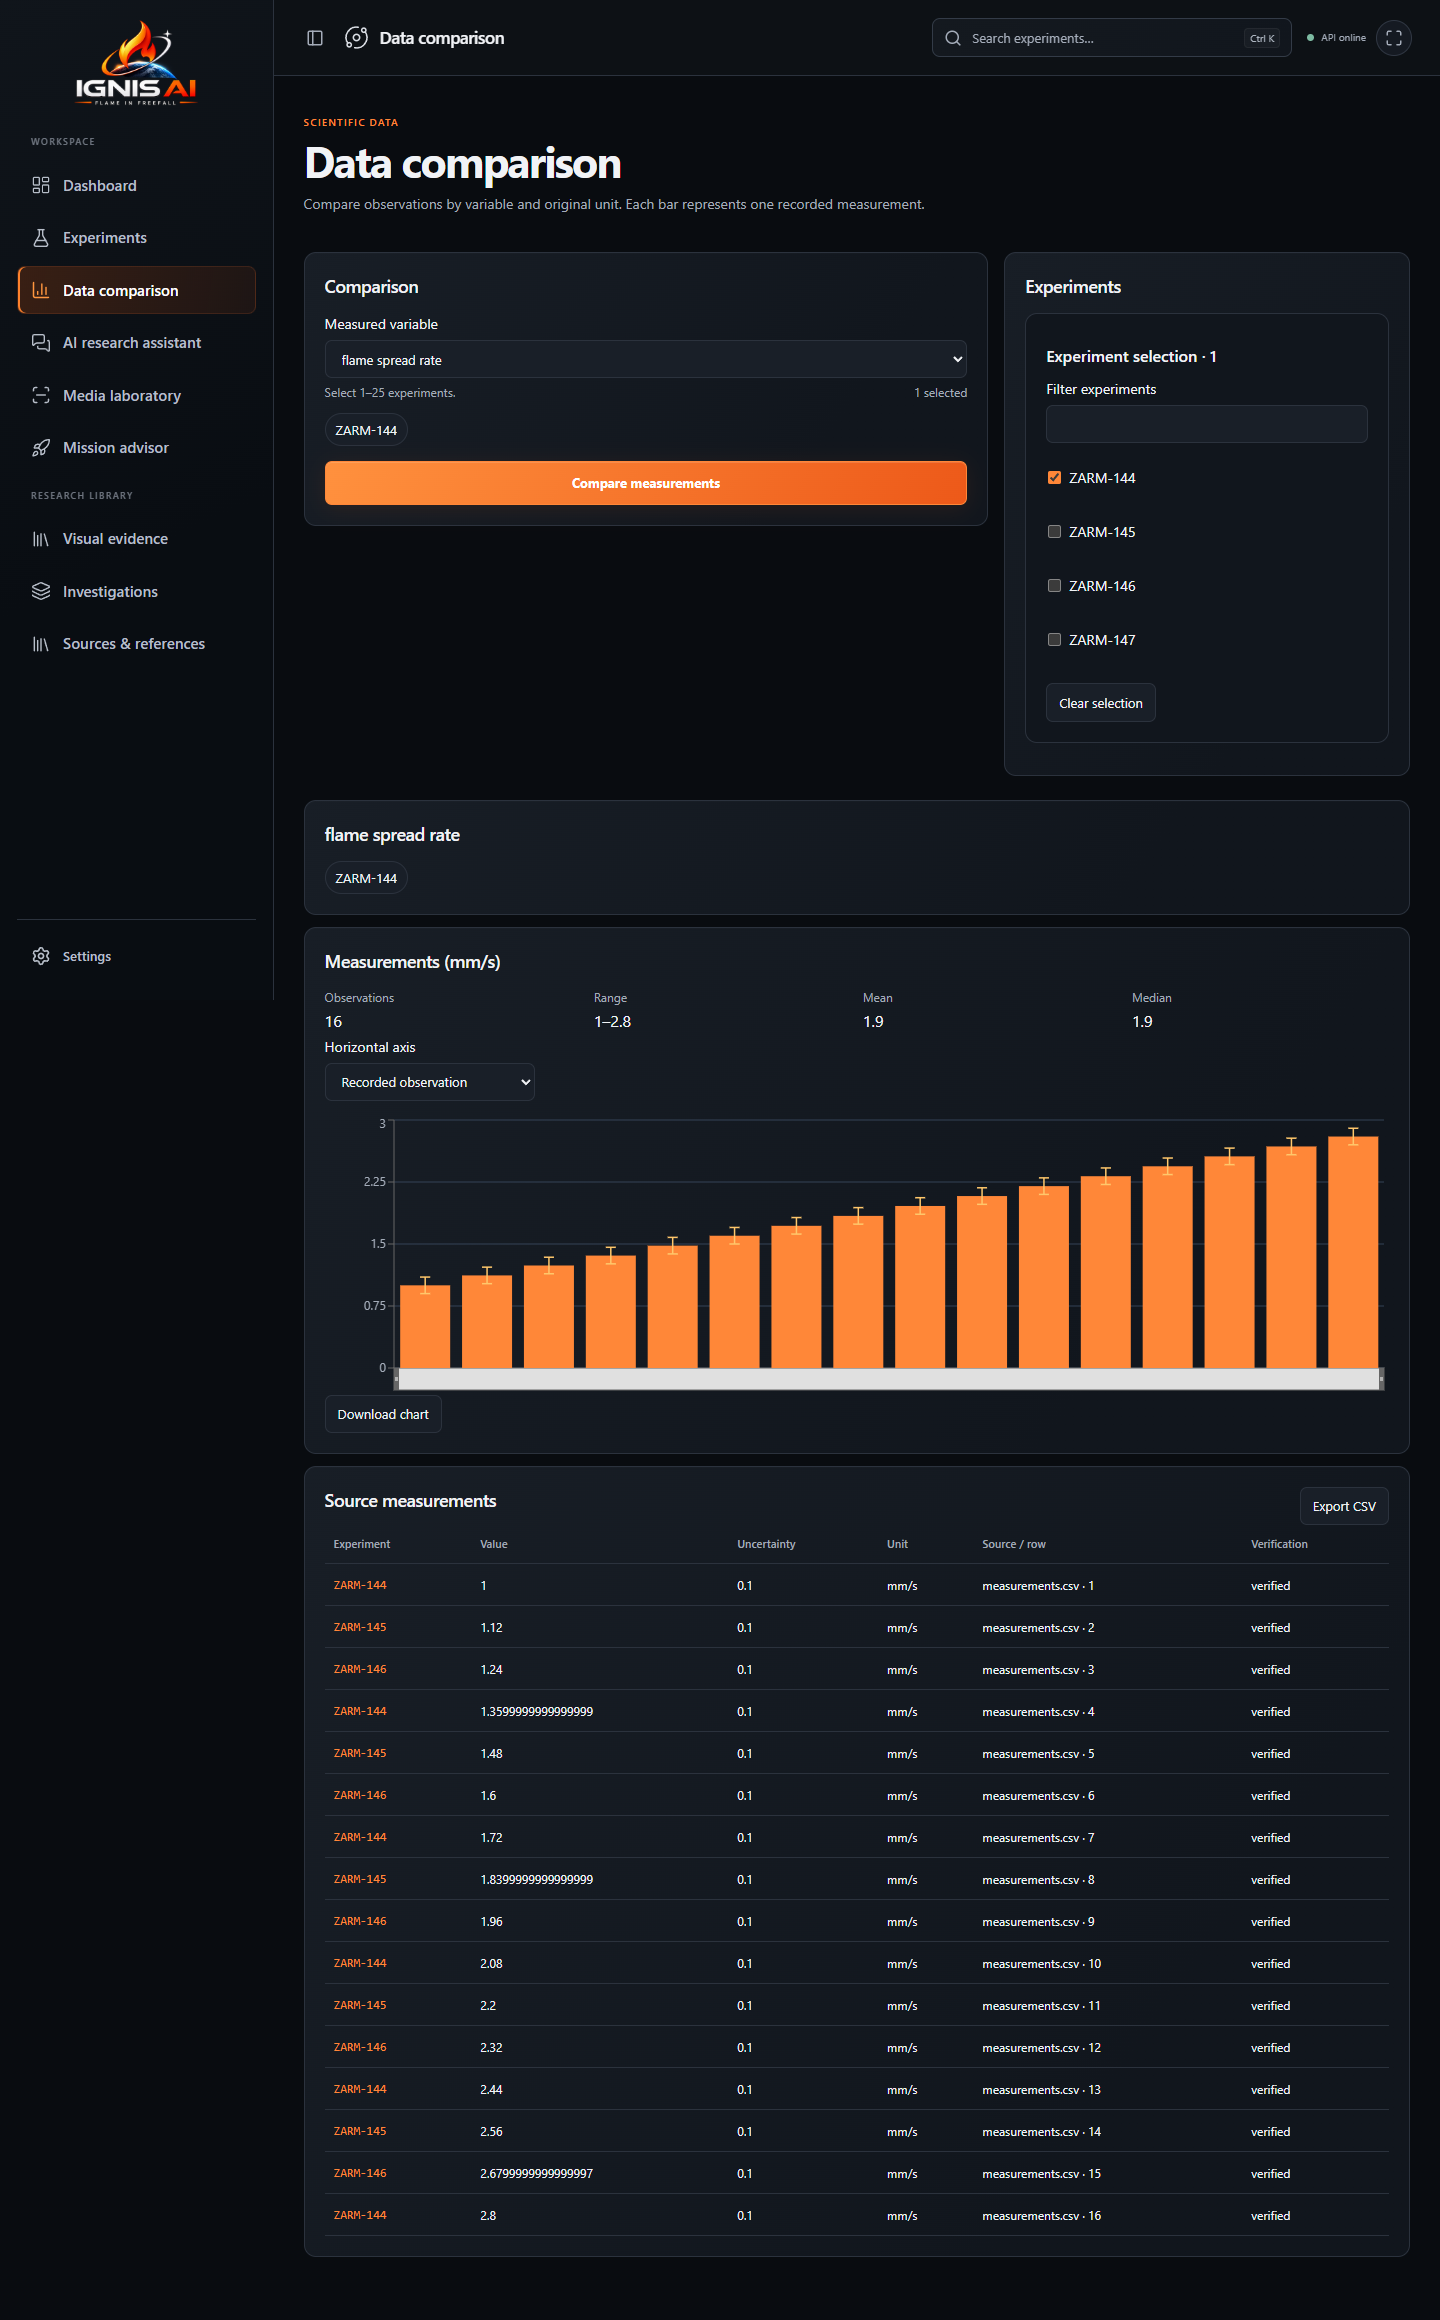 IGNIS AI
FLAME IN FREEFALL
WORKSPACE
Dashboard
Experiments
Data comparison
AI research assistant
Media laboratory
Mission advisor
RESEARCH LIBRARY
Visual evidence
Investigations
Sources & references
Settings
Data comparison
Search experiments...
Ctrl K
API online
SCIENTIFIC DATA
Data comparison
Compare observations by variable and original unit. Each bar represents one recorded measurement.
Comparison
Measured variable
flame spread rate
Select 1–25 experiments.
1 selected
ZARM-144
Compare measurements
Experiments
Experiment selection · 1
Filter experiments
ZARM-144
ZARM-145
ZARM-146
ZARM-147
Clear selection
flame spread rate
ZARM-144
Measurements (mm/s)
Observations Range Mean Median
16 1–2.8 1.9 1.9
Horizontal axis
Recorded observation
3
2.25
1.5
0.75
0
Download chart
Source measurements
Export CSV
Experiment Value Uncertainty Unit Source / row Verification
ZARM-144 1 0.1 mm/s measurements.csv · 1 verified
ZARM-145 1.12 0.1 mm/s measurements.csv · 2 verified
ZARM-146 1.24 0.1 mm/s measurements.csv · 3 verified
ZARM-144 1.3599999999999999 0.1 mm/s measurements.csv · 4 verified
ZARM-145 1.48 0.1 mm/s measurements.csv · 5 verified
ZARM-146 1.6 0.1 mm/s measurements.csv · 6 verified
ZARM-144 1.72 0.1 mm/s measurements.csv · 7 verified
ZARM-145 1.8399999999999999 0.1 mm/s measurements.csv · 8 verified
ZARM-146 1.96 0.1 mm/s measurements.csv · 9 verified
ZARM-144 2.08 0.1 mm/s measurements.csv · 10 verified
ZARM-145 2.2 0.1 mm/s measurements.csv · 11 verified
ZARM-146 2.32 0.1 mm/s measurements.csv · 12 verified
ZARM-144 2.44 0.1 mm/s measurements.csv · 13 verified
ZARM-145 2.56 0.1 mm/s measurements.csv · 14 verified
ZARM-146 2.6799999999999997 0.1 mm/s measurements.csv · 15 verified
ZARM-144 2.8 0.1 mm/s measurements.csv · 16 verified